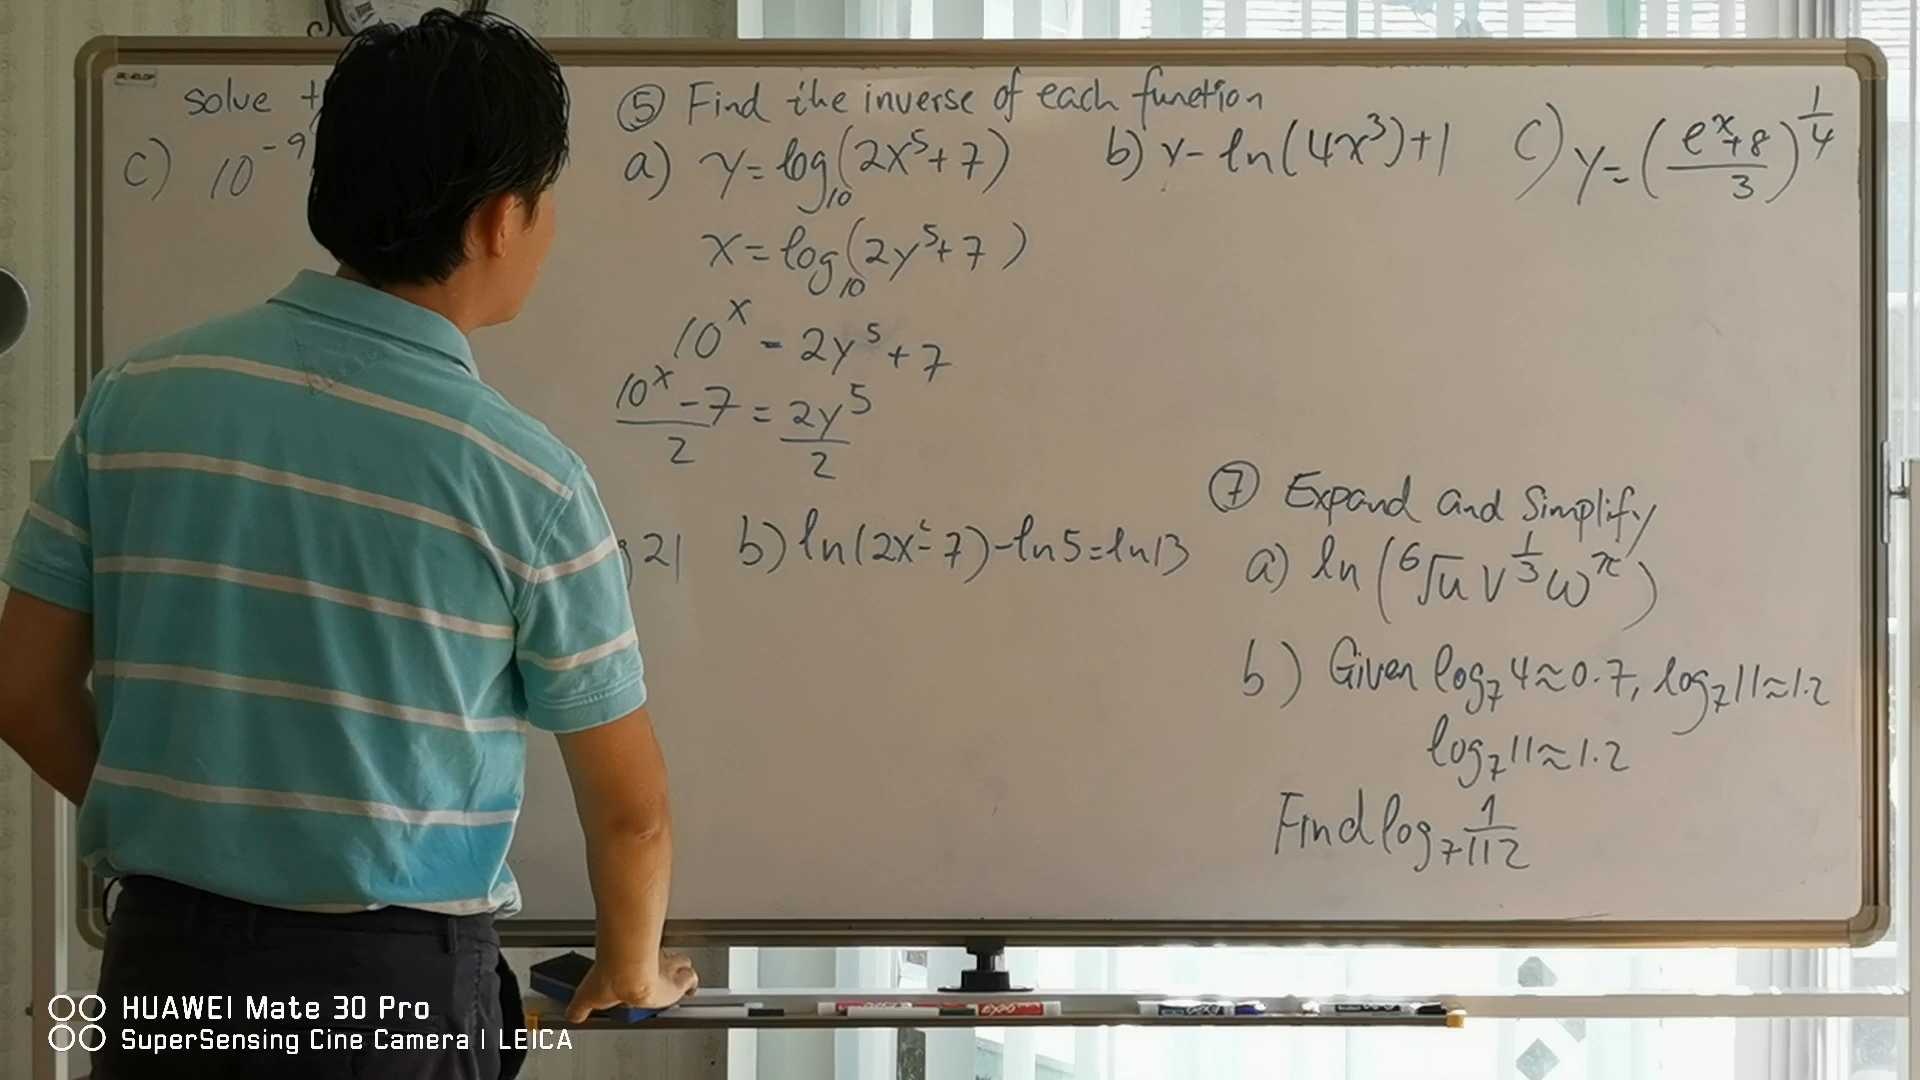 solve
c) 10⁻⁹
⑤ Find the inverse of each function
a) y = log₁₀(2x⁵+7)
x = log₁₀(2y⁵+7)
10ˣ = 2y⁵ + 7
(10ˣ - 7)/2 = 2y⁵/2
b) y = ln(4x³)+1
c) y = ((eˣ+8)/3)^(1/4)
21
b) ln(2x²-7)-ln5=ln13
⑦ Expand and Simplify
a) ln(⁶√u v^(1/3) w^π)
b) Given log₇4≈0.7, log₇11≈1.2
log₇11≈1.2
Find log₇ 1/112
EXPO
HUAWEI Mate 30 Pro
SuperSensing Cine Camera | LEICA